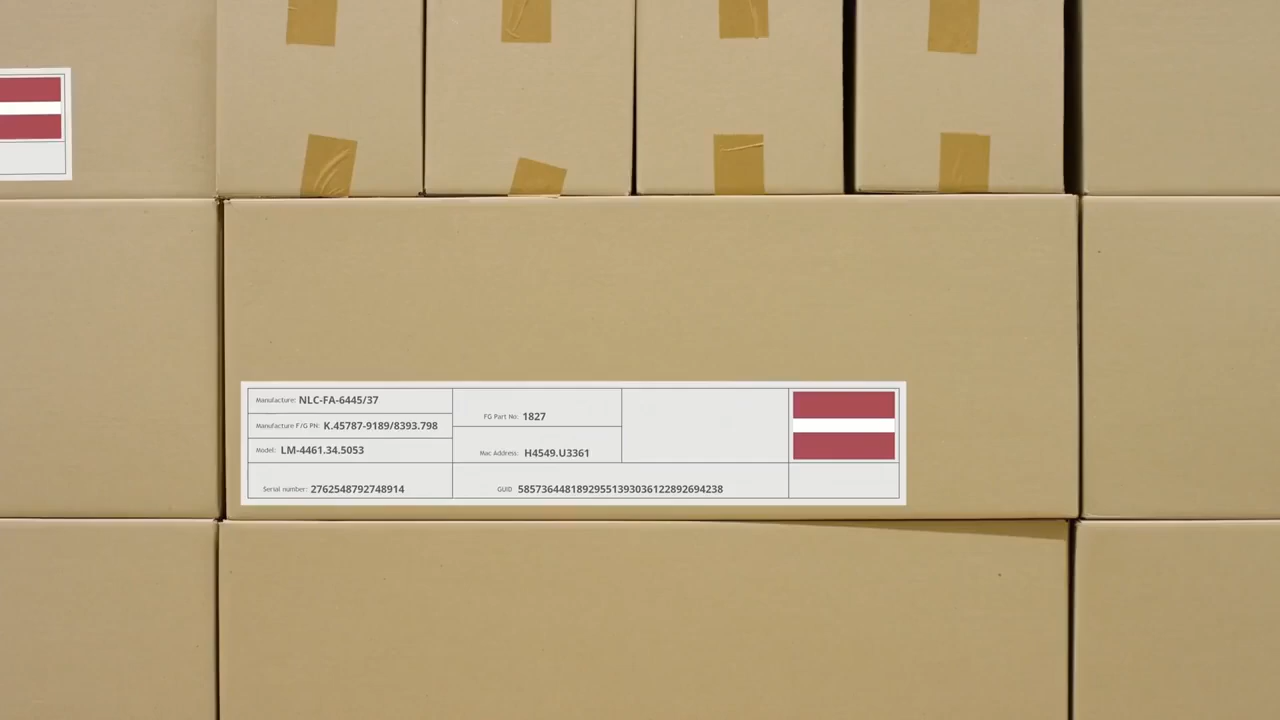 Manufacture: NLC-FA-6445/37
Manufacture F/G PN: K.45787-9189/8393.798
Model: LM-4461.34.5053
FG Part No: 1827
Mac Address: H4549.U3361
Serial number: 2762548792748914
GUID 58573644818929551393036122892694238